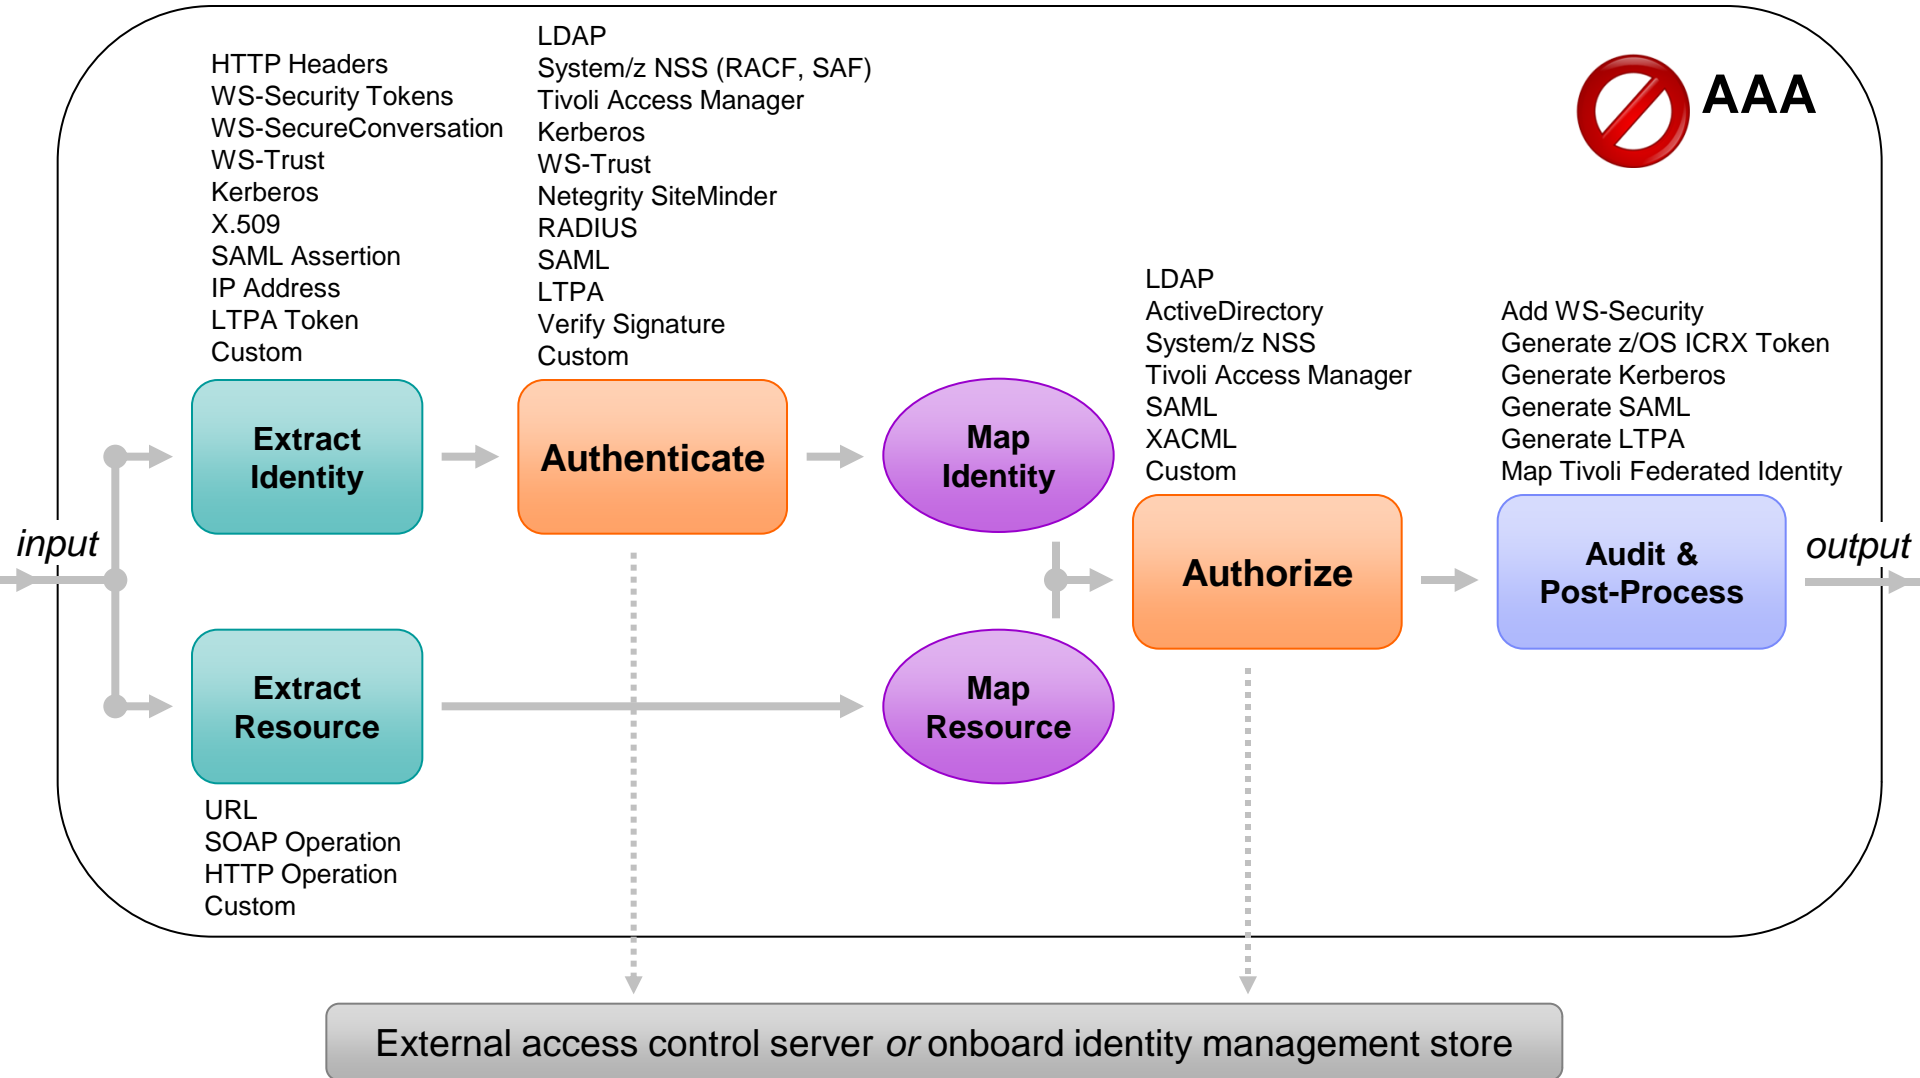 AAA
HTTP Headers
WS-Security Tokens
WS-SecureConversation
WS-Trust
Kerberos
X.509
SAML Assertion
IP Address
LTPA Token
Custom
LDAP
System/z NSS (RACF, SAF)
Tivoli Access Manager
Kerberos
WS-Trust
Netegrity SiteMinder
RADIUS
SAML
LTPA
Verify Signature
Custom
LDAP
ActiveDirectory
System/z NSS
Tivoli Access Manager
SAML
XACML
Custom
Add WS-Security
Generate z/OS ICRX Token
Generate Kerberos
Generate SAML
Generate LTPA
Map Tivoli Federated Identity
input
Extract
Identity
Authenticate
Map
Identity
Authorize
Audit &
Post-Process
output
Extract
Resource
Map
Resource
URL
SOAP Operation
HTTP Operation
Custom
External access control server or onboard identity management store